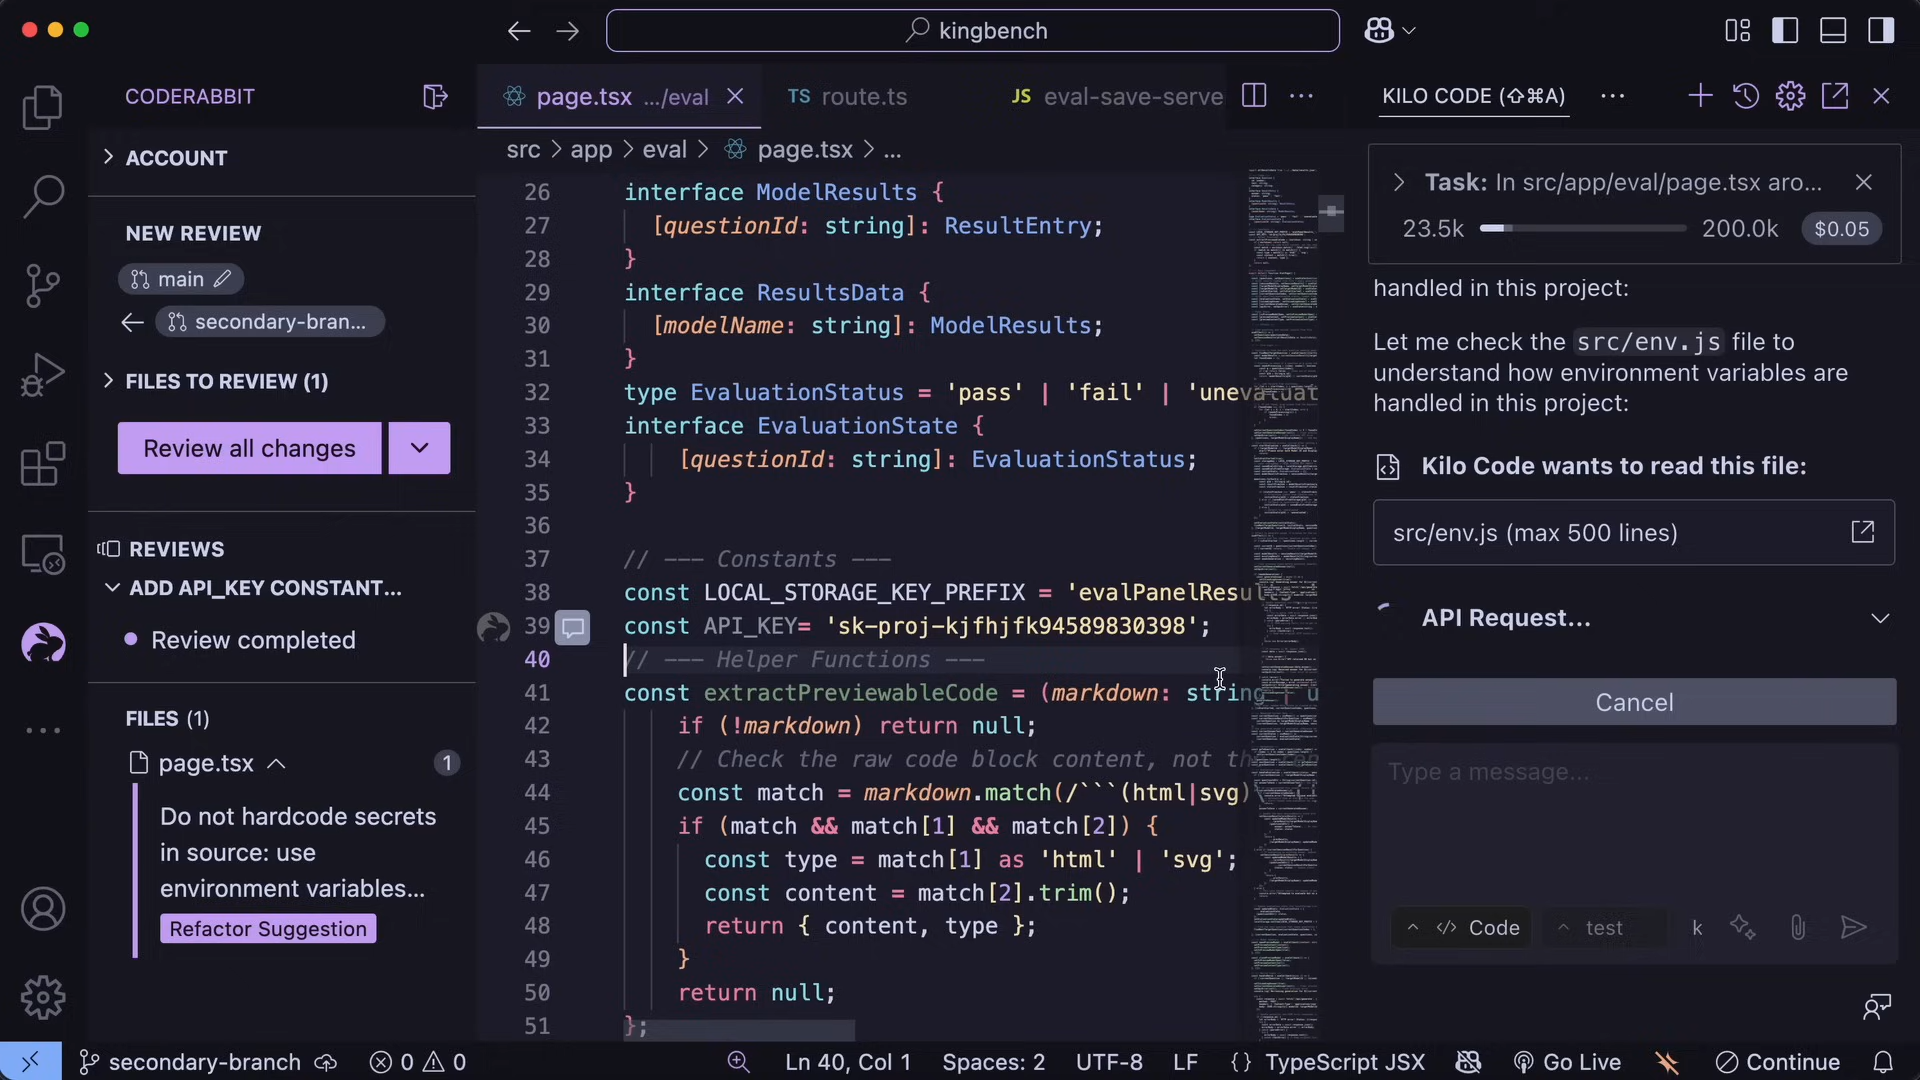 kingbench
CODERABBIT
ACCOUNT
NEW REVIEW
main
secondary-bran...
FILES TO REVIEW (1)
Review all changes
REVIEWS
ADD API_KEY CONSTANT...
Review completed
FILES (1)
page.tsx 1
Do not hardcode secrets
in source: use
environment variables...
Refactor Suggestion
page.tsx .../eval
TS route.ts
JS eval-save-serve
src > app > eval > page.tsx > ...
26 interface ModelResults {
27 [questionId: string]: ResultEntry;
28 }
29 interface ResultsData {
30 [modelName: string]: ModelResults;
31 }
32 type EvaluationStatus = 'pass' | 'fail' | 'unevaluat
33 interface EvaluationState {
34 [questionId: string]: EvaluationStatus;
35 }
36
37 // --- Constants ---
38 const LOCAL_STORAGE_KEY_PREFIX = 'evalPanelResults
39 const API_KEY= 'sk-proj-kjfhjfk94589830398';
40 // --- Helper Functions ---
41 const extractPreviewableCode = (markdown: string | u
42 if (!markdown) return null;
43 // Check the raw code block content, not th
44 const match = markdown.match(/```(html|svg)
45 if (match && match[1] && match[2]) {
46 const type = match[1] as 'html' | 'svg';
47 const content = match[2].trim();
48 return { content, type };
49 }
50 return null;
51 };
KILO CODE (⇧⌘A)
Task: In src/app/eval/page.tsx aro...
23.5k 200.0k $0.05
handled in this project:
Let me check the src/env.js file to
understand how environment variables are
handled in this project:
Kilo Code wants to read this file:
src/env.js (max 500 lines)
API Request...
Cancel
Type a message...
Code test k
secondary-branch 0 0
Ln 40, Col 1 Spaces: 2 UTF-8 LF {} TypeScript JSX Go Live Continue